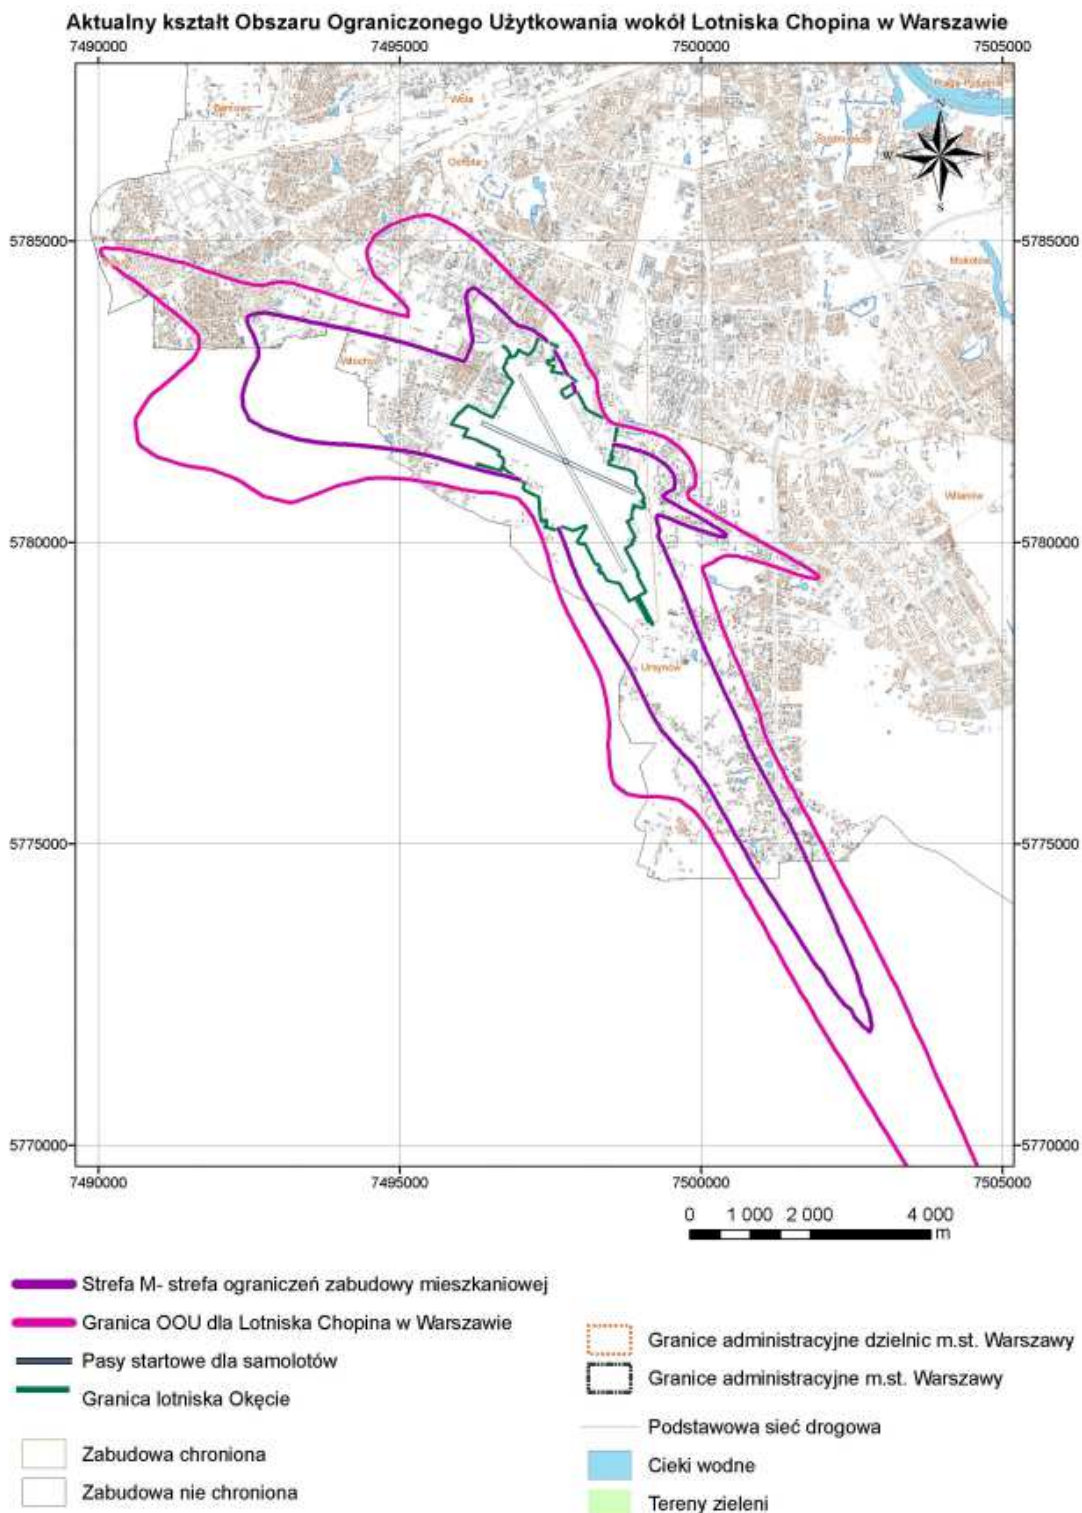 Aktualny kształt Obszaru Ograniczonego Użytkowania wokół Lotniska Chopina w Warszawie
7490000 7495000 7500000 7505000
Wola
Ochota
5785000 5785000
Mokotów
Włochy
Wilanów
5780000 5780000
Ursynów
5775000 5775000
5770000 5770000
7490000 7495000 7500000 7505000
N
W E
S
0 1 000 2 000 4 000
m
Strefa M- strefa ograniczeń zabudowy mieszkaniowej
Granica OOU dla Lotniska Chopina w Warszawie
Pasy startowe dla samolotów
Granica lotniska Okęcie
Zabudowa chroniona
Zabudowa nie chroniona
Granice administracyjne dzielnic m.st. Warszawy
Granice administracyjne m.st. Warszawy
Podstawowa sieć drogowa
Cieki wodne
Tereny zieleni